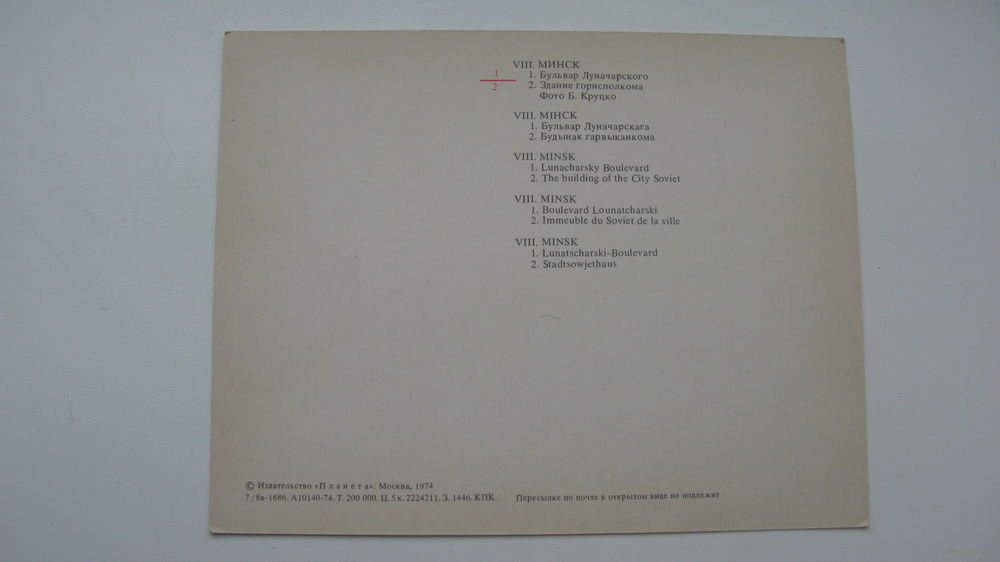 VIII. МИНСК
1
2
1. Бульвар Луначарского
2. Здание горисполкома
Фото Б. Круцко
VIII. МІНСК
1. Бульвар Луначарскага
2. Будынак гарвыканкома
VIII. MINSK
1. Lunacharsky Boulevard
2. The building of the City Soviet
VIII. MINSK
1. Boulevard Lounatcharski
2. Immeuble du Soviet de la ville
VIII. MINSK
1. Lunatscharski-Boulevard
2. Stadtsowjethaus
© Издательство «Планета». Москва, 1974
7/8в-1686. А10140-74. Т. 200 000. Ц. 5 к. 2224211. З. 1446. КПК.
Пересылке по почте в открытом виде не подлежит